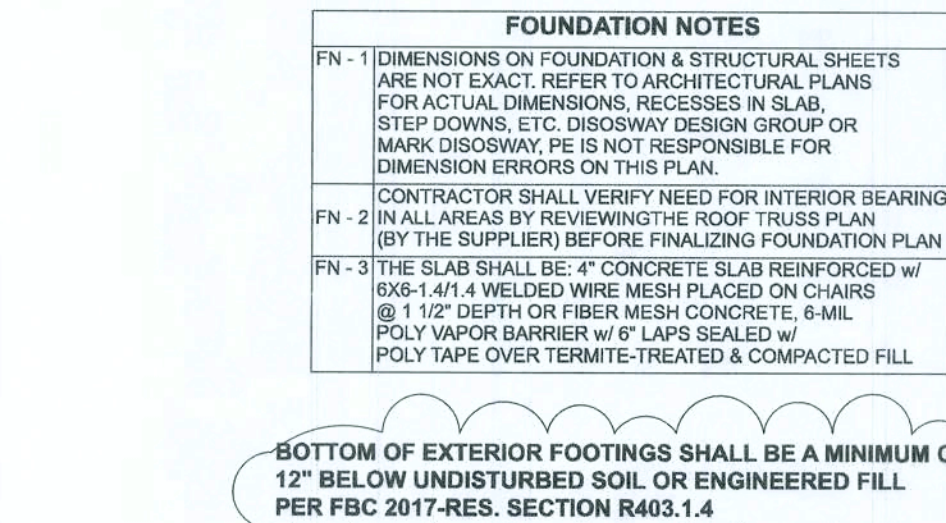 FOUNDATION NOTES
FN - 1 DIMENSIONS ON FOUNDATION & STRUCTURAL SHEETS
ARE NOT EXACT. REFER TO ARCHITECTURAL PLANS
FOR ACTUAL DIMENSIONS, RECESSES IN SLAB,
STEP DOWNS, ETC. DISOSWAY DESIGN GROUP OR
MARK DISOSWAY, PE IS NOT RESPONSIBLE FOR
DIMENSION ERRORS ON THIS PLAN.
CONTRACTOR SHALL VERIFY NEED FOR INTERIOR BEARING
FN - 2 IN ALL AREAS BY REVIEWINGTHE ROOF TRUSS PLAN
(BY THE SUPPLIER) BEFORE FINALIZING FOUNDATION PLAN
FN - 3 THE SLAB SHALL BE: 4" CONCRETE SLAB REINFORCED w/
6X6-1.4/1.4 WELDED WIRE MESH PLACED ON CHAIRS
@ 1 1/2" DEPTH OR FIBER MESH CONCRETE, 6-MIL
POLY VAPOR BARRIER w/ 6" LAPS SEALED w/
POLY TAPE OVER TERMITE-TREATED & COMPACTED FILL
BOTTOM OF EXTERIOR FOOTINGS SHALL BE A MINIMUM
12" BELOW UNDISTURBED SOIL OR ENGINEERED FILL
PER FBC 2017-RES. SECTION R403.1.4